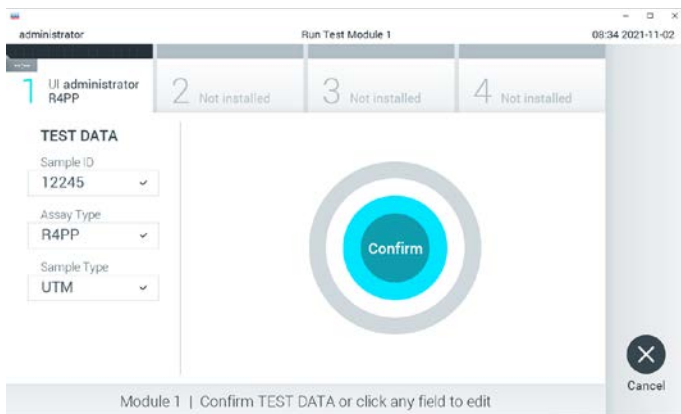 administrator Run Test Module 1 08:34 2021-11-02
1 UI administrator
R4PP
2 Not installed
3 Not installed
4 Not installed
TEST DATA
Sample ID
12245
Assay Type
R4PP
Sample Type
UTM
Confirm
Cancel
Module 1 | Confirm TEST DATA or click any field to edit